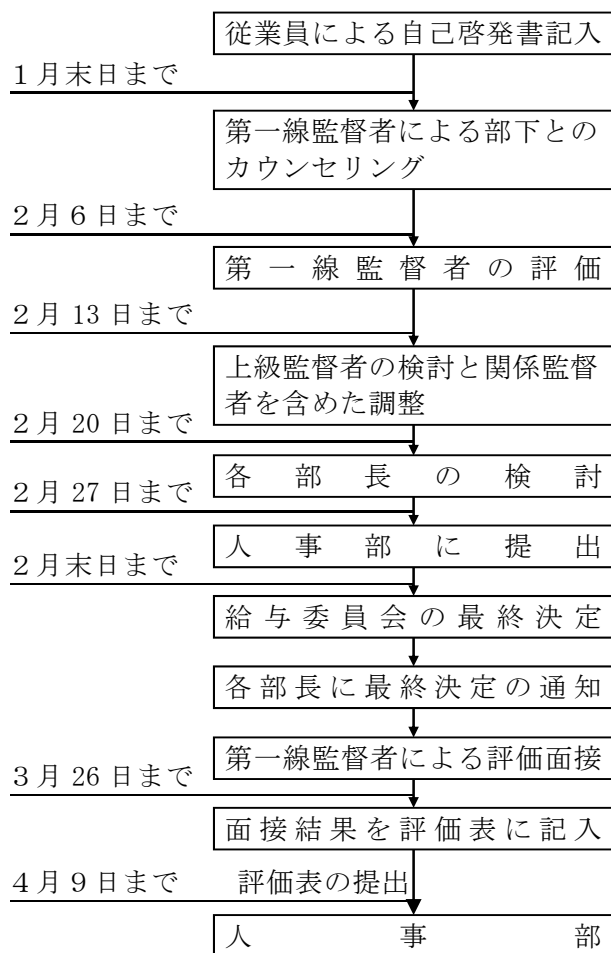 従業員による自己啓発書記入
１月末日まで
第一線監督者による部下との
カウンセリング
２月６日まで
第一線監督者の評価
２月 13 日まで
上級監督者の検討と関係監督
者を含めた調整
２月 20 日まで
各部長の検討
２月 27 日まで
人事部に提出
２月末日まで
給与委員会の最終決定
各部長に最終決定の通知
第一線監督者による評価面接
３月 26 日まで
面接結果を評価表に記入
４月９日まで　評価表の提出
人事部